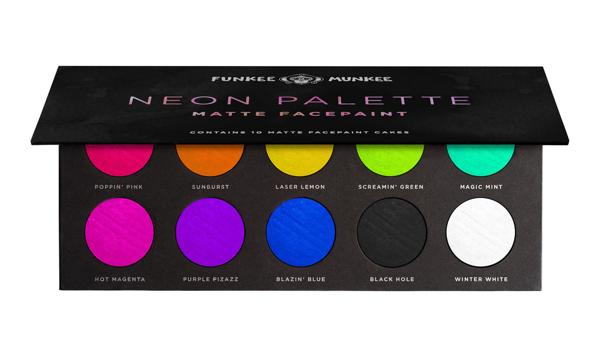 FUNKEE MUNKEE
NEON PALETTE
MATTE FACEPAINT
CONTAINS 10 MATTE FACEPAINT CAKES
POPPIN' PINK SUNBURST LASER LEMON SCREAMIN' GREEN MAGIC MINT
HOT MAGENTA PURPLE PIZAZZ BLAZIN' BLUE BLACK HOLE WINTER WHITE